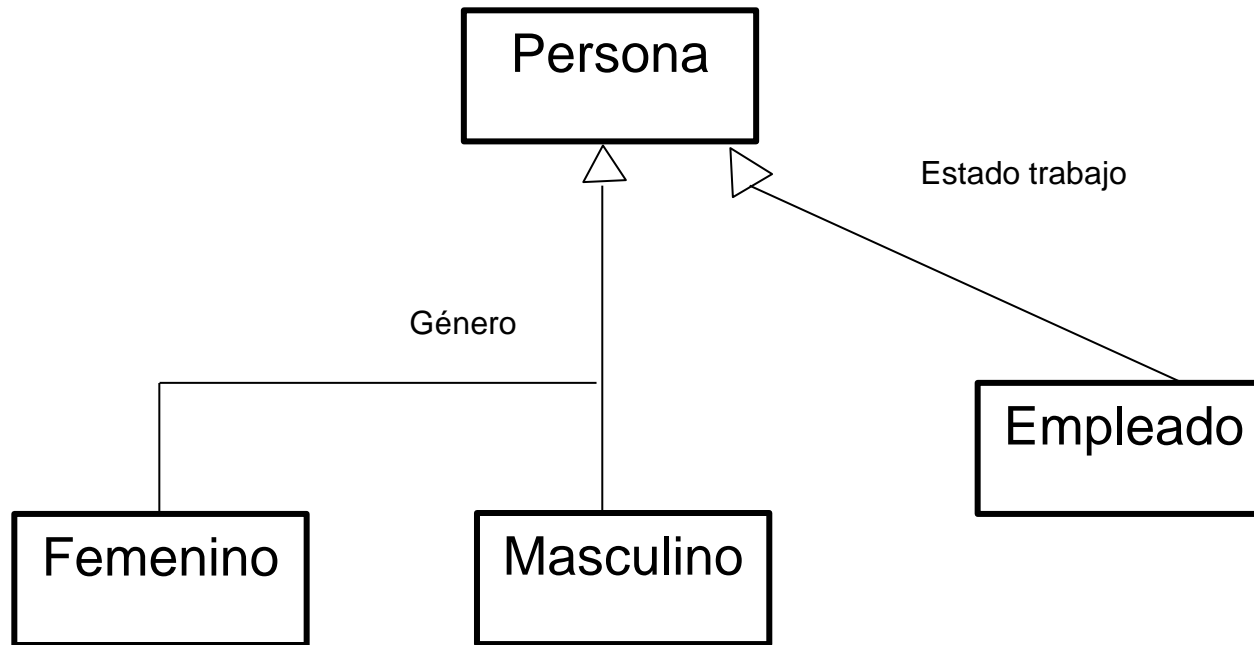 Persona
Estado trabajo
Género
Empleado
Femenino
Masculino